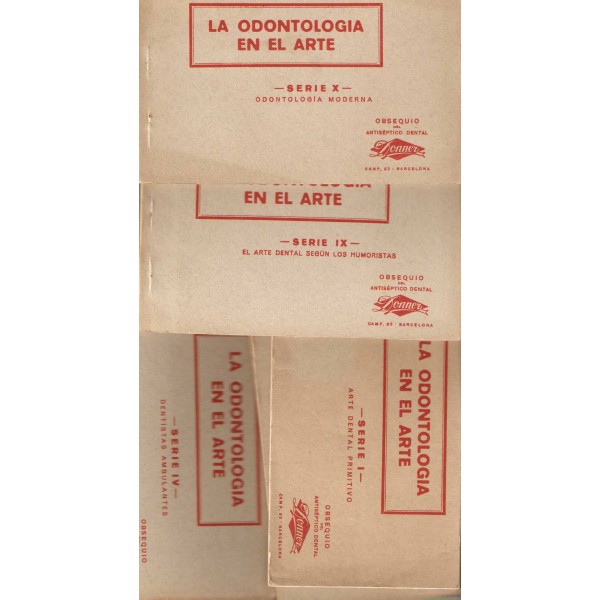 LA ODONTOLOGIA
EN EL ARTE
—SERIE X—
ODONTOLOGÍA MODERNA
OBSEQUIO
DEL
ANTISÉPTICO DENTAL
Donner
CAMP, 63 - BARCELONA
ODONTOLOGIA
EN EL ARTE
—SERIE IX—
EL ARTE DENTAL SEGÚN LOS HUMORISTAS
OBSEQUIO
DEL
ANTISÉPTICO DENTAL
Donner
CAMP, 63 - BARCELONA
LA ODONTOLOGIA
EN EL ARTE
—SERIE IV—
DENTISTAS AMBULANTES
OBSEQUIO
LA ODONTOLOGIA
EN EL ARTE
—SERIE I—
ARTE DENTAL PRIMITIVO
OBSEQUIO
DEL
ANTISÉPTICO DENTAL
Donner
CAMP, 63 - BARCELONA